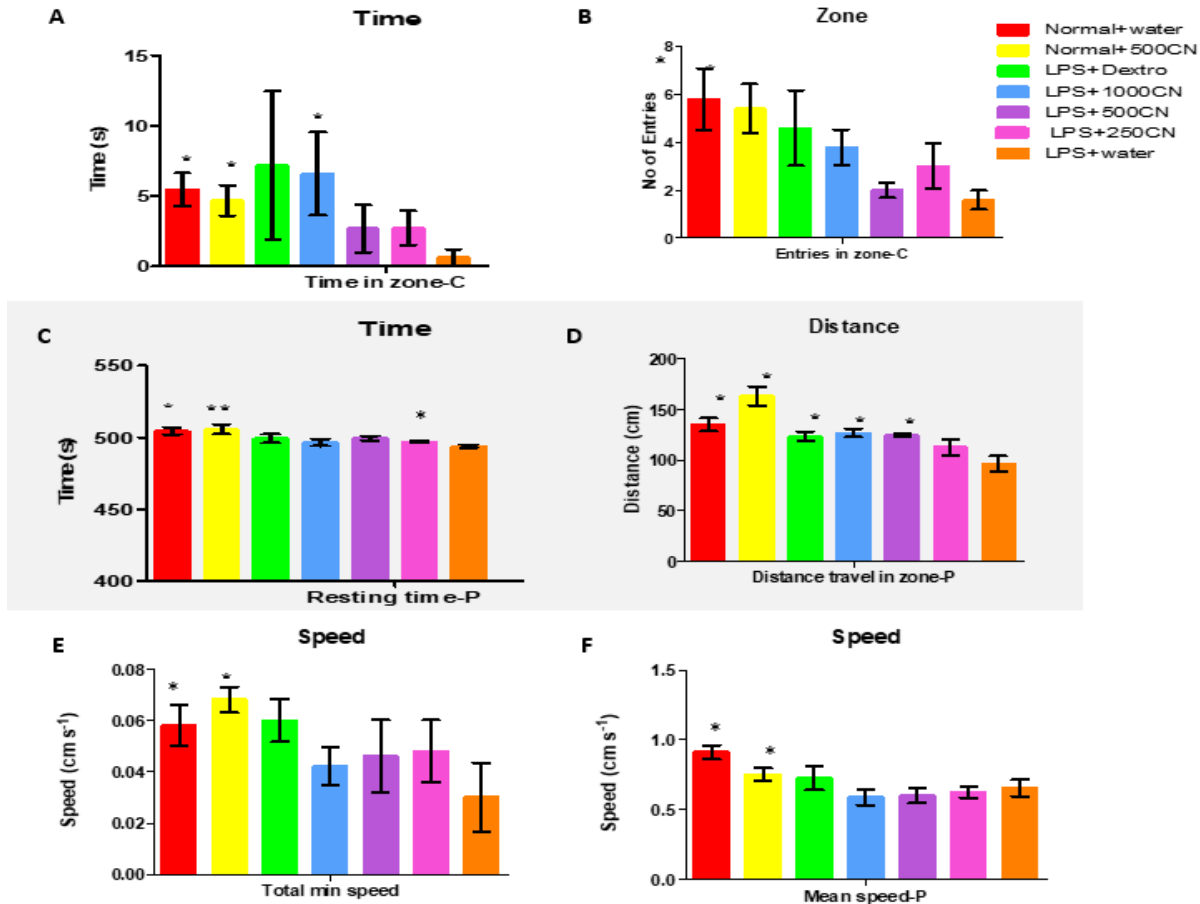 A
Time
Time (s)
15
10
5
0
* * *
Time in zone-C
B
Zone
No of Entries
8
6
4
2
0
* *
Entries in zone-C
Normal+water
Normal+500CN
LPS+Dextro
LPS+1000CN
LPS+500CN
LPS+250CN
LPS+water
C
Time
Time (s)
550
500
450
400
* ** *
Resting time-P
D
Distance
Distance (cm)
200
150
100
50
0
* * * * *
Distance travel in zone-P
E
Speed
Speed (cm s-1)
0.08
0.06
0.04
0.02
0.00
* *
Total min speed
F
Speed
Speed (cm s-1)
1.5
1.0
0.5
0.0
* *
Mean speed-P